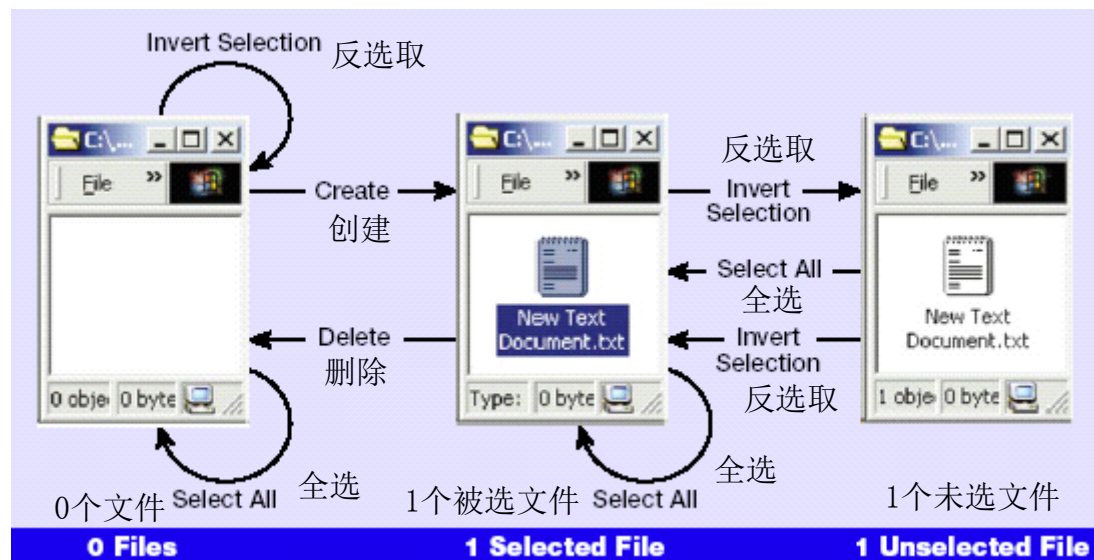 Invert Selection 反选取
C:\...
File »
0 obje 0 byte
Create
创建
Delete
删除
Select All 全选
0个文件
0 Files
C:\...
File »
New Text
Document.txt
Type: 0 byte
反选取
Invert
Selection
Select All
全选
Invert
Selection
反选取
Select All 全选
1个被选文件
1 Selected File
C:\...
File »
New Text
Document.txt
1 obje 0 byte
1个未选文件
1 Unselected File